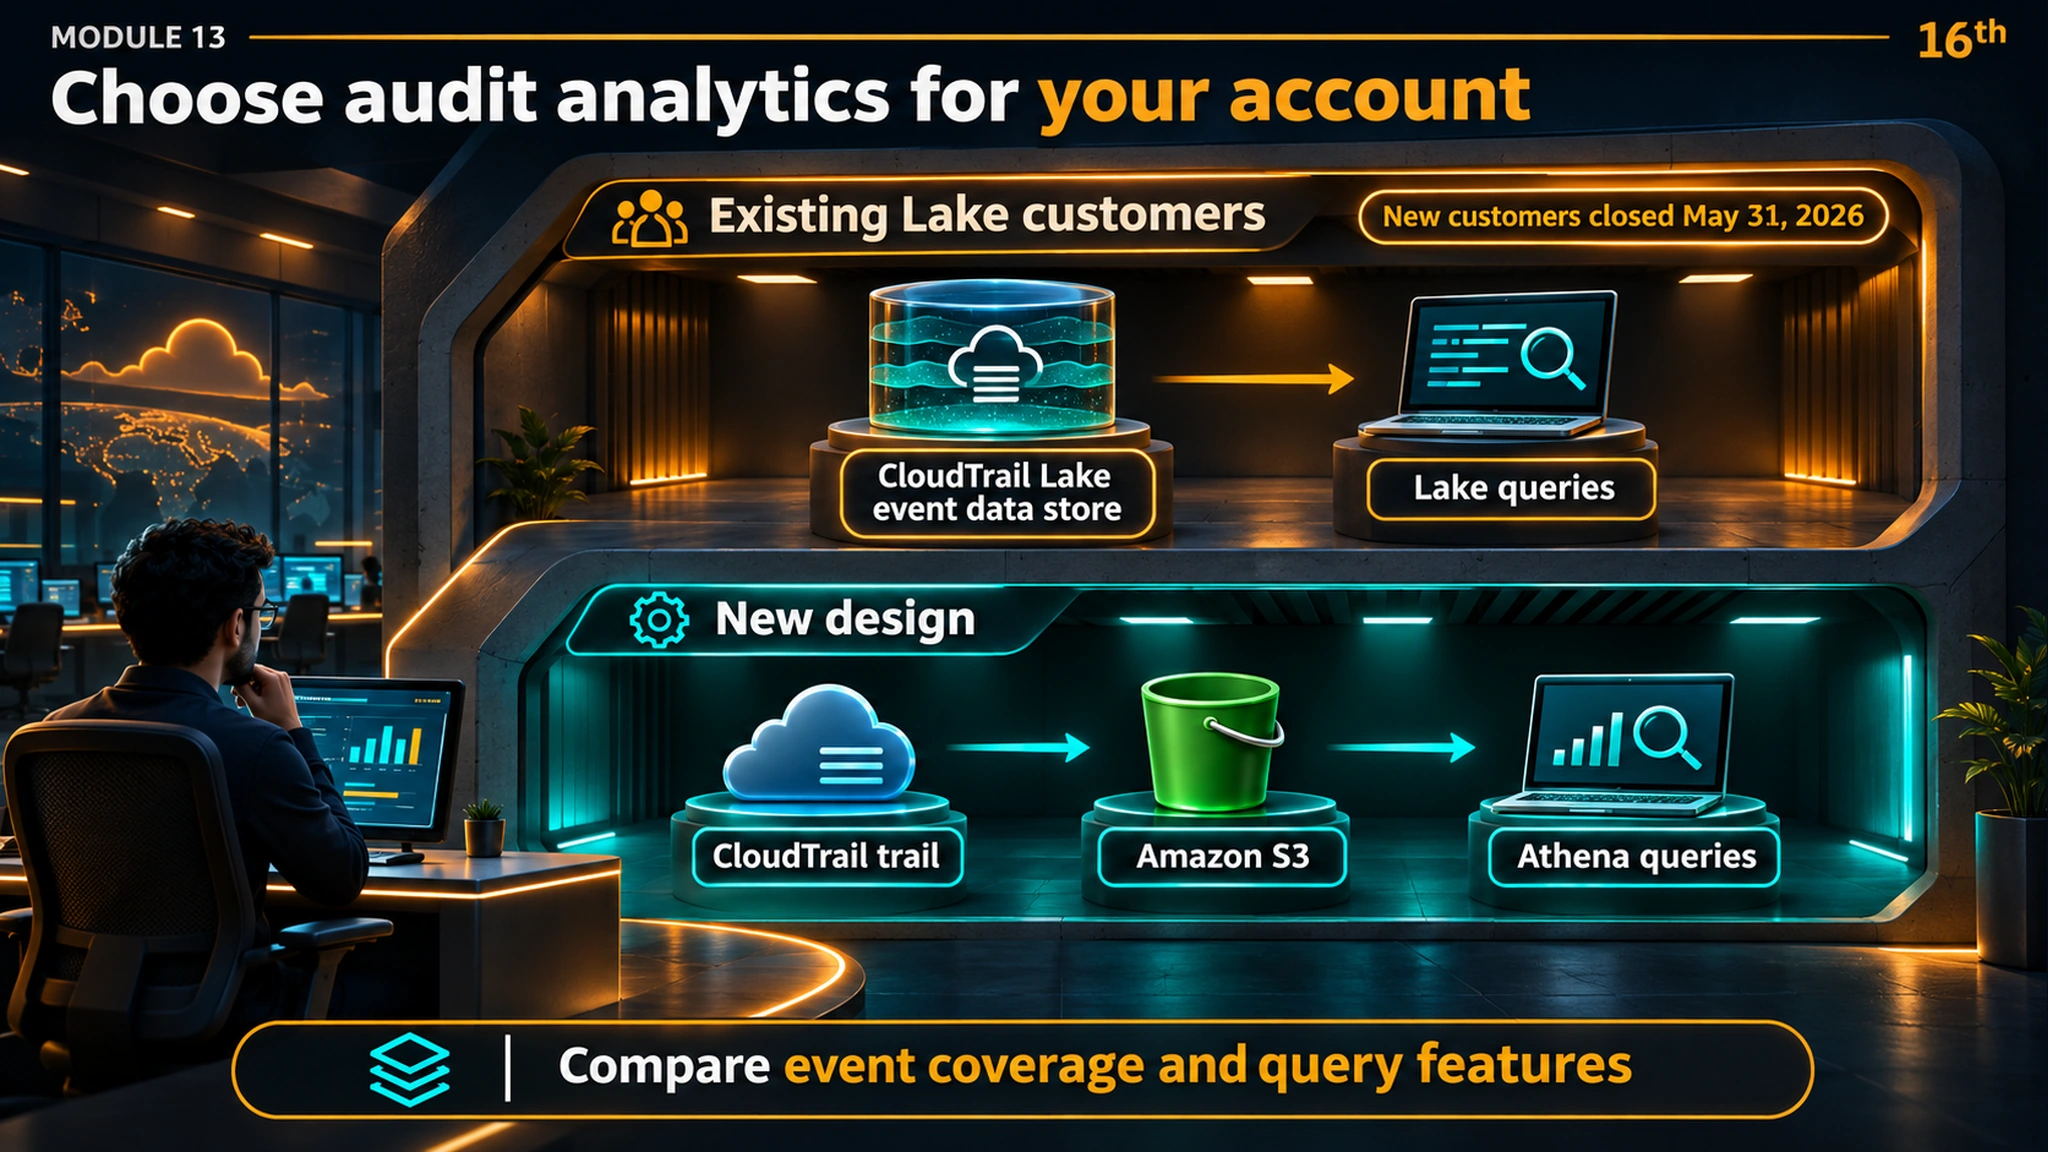 MODULE 13
16th
Choose audit analytics for your account
Existing Lake customers
New customers closed May 31, 2026
CloudTrail Lake
event data store
Lake queries
New design
CloudTrail trail
Amazon S3
Athena queries
Compare event coverage and query features